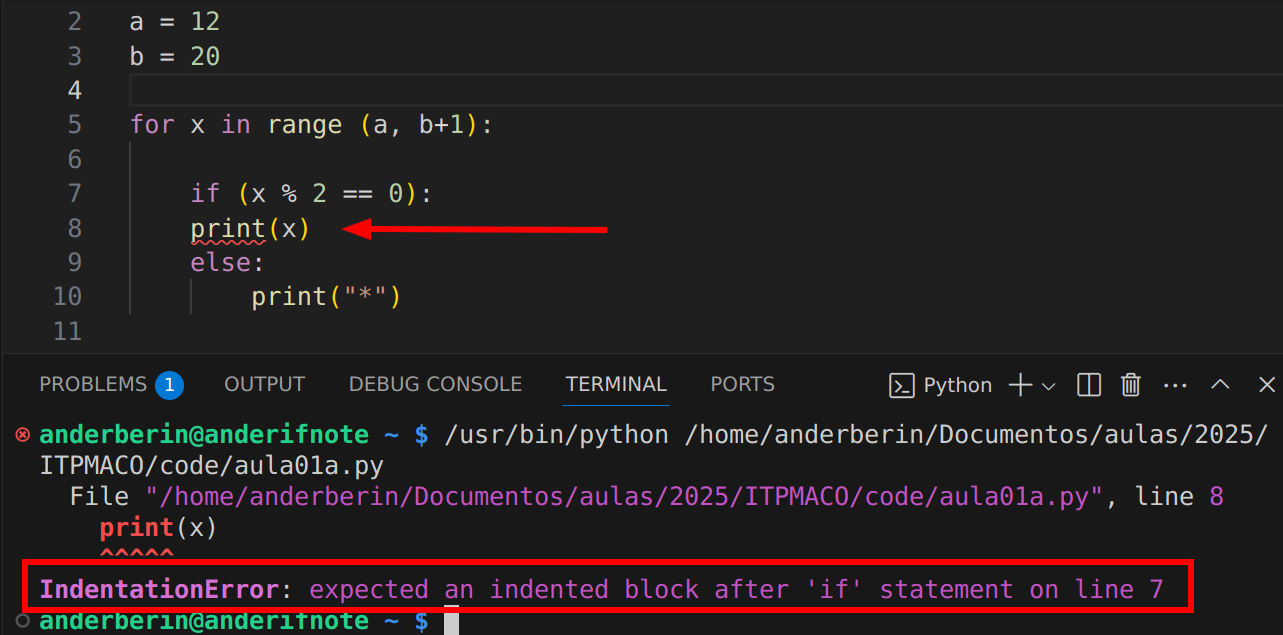 2 a = 12
3 b = 20
4
5 for x in range (a, b+1):
6
7 if (x % 2 == 0):
8 print(x)
9 else:
10 print("*")
11
PROBLEMS 1 OUTPUT DEBUG CONSOLE TERMINAL PORTS Python
anderberin@anderifnote ~ $ /usr/bin/python /home/anderberin/Documentos/aulas/2025/
ITPMACO/code/aula01a.py
File "/home/anderberin/Documentos/aulas/2025/ITPMACO/code/aula01a.py", line 8
print(x)
^^^^^
IndentationError: expected an indented block after 'if' statement on line 7
anderberin@anderifnote ~ $